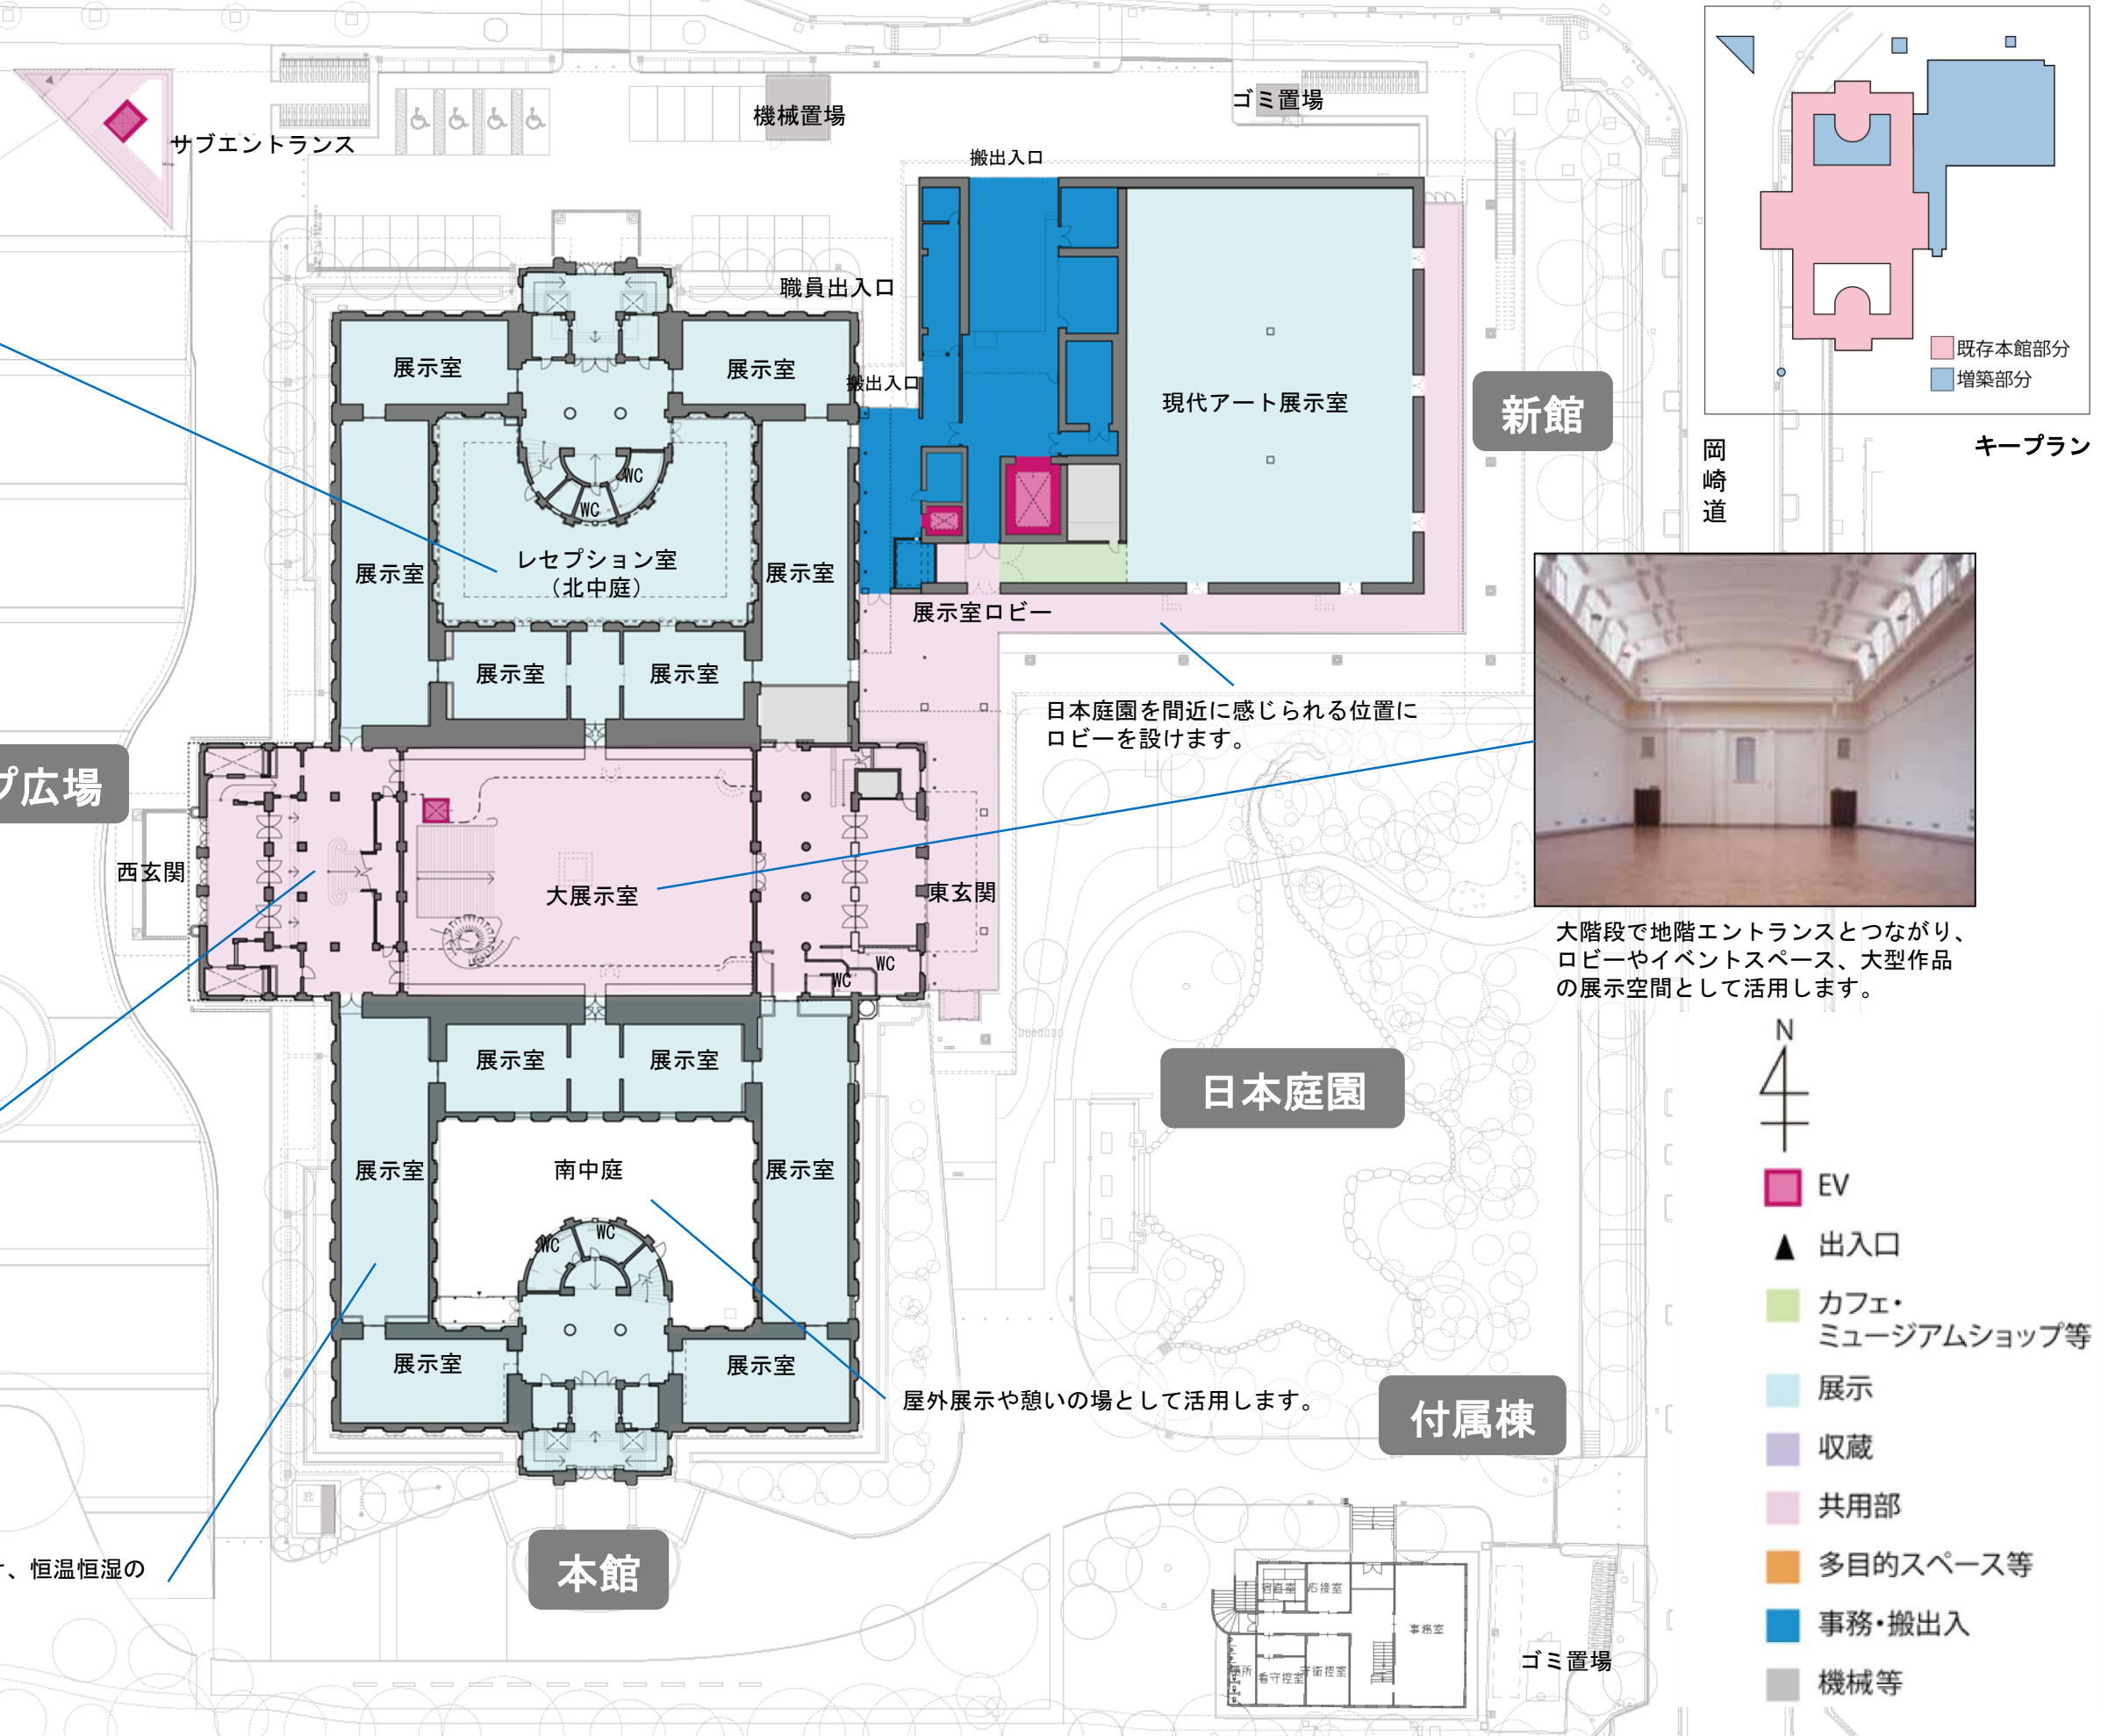 サブエントランス
機械置場
ゴミ置場
搬出入口
職員出入口
搬出入口
展示室
展示室
現代アート展示室
新館
既存本館部分
増築部分
キープラン
岡崎道
WC
WC
レセプション室
（北中庭）
展示室
展示室
展示室ロビー
展示室
展示室
日本庭園を間近に感じられる位置に
ロビーを設けます。
プ広場
西玄関
大展示室
東玄関
WC
WC
大階段で地階エントランスとつながり、
ロビーやイベントスペース、大型作品
の展示空間として活用します。
展示室
展示室
日本庭園
展示室
南中庭
展示室
WC
WC
展示室
展示室
屋外展示や憩いの場として活用します。
付属棟
本館
、恒温恒湿の
宿直室
応接室
事務室
看守控室
守衛控室
ゴミ置場
N
EV
出入口
カフェ・
ミュージアムショップ等
展示
収蔵
共用部
多目的スペース等
事務・搬出入
機械等